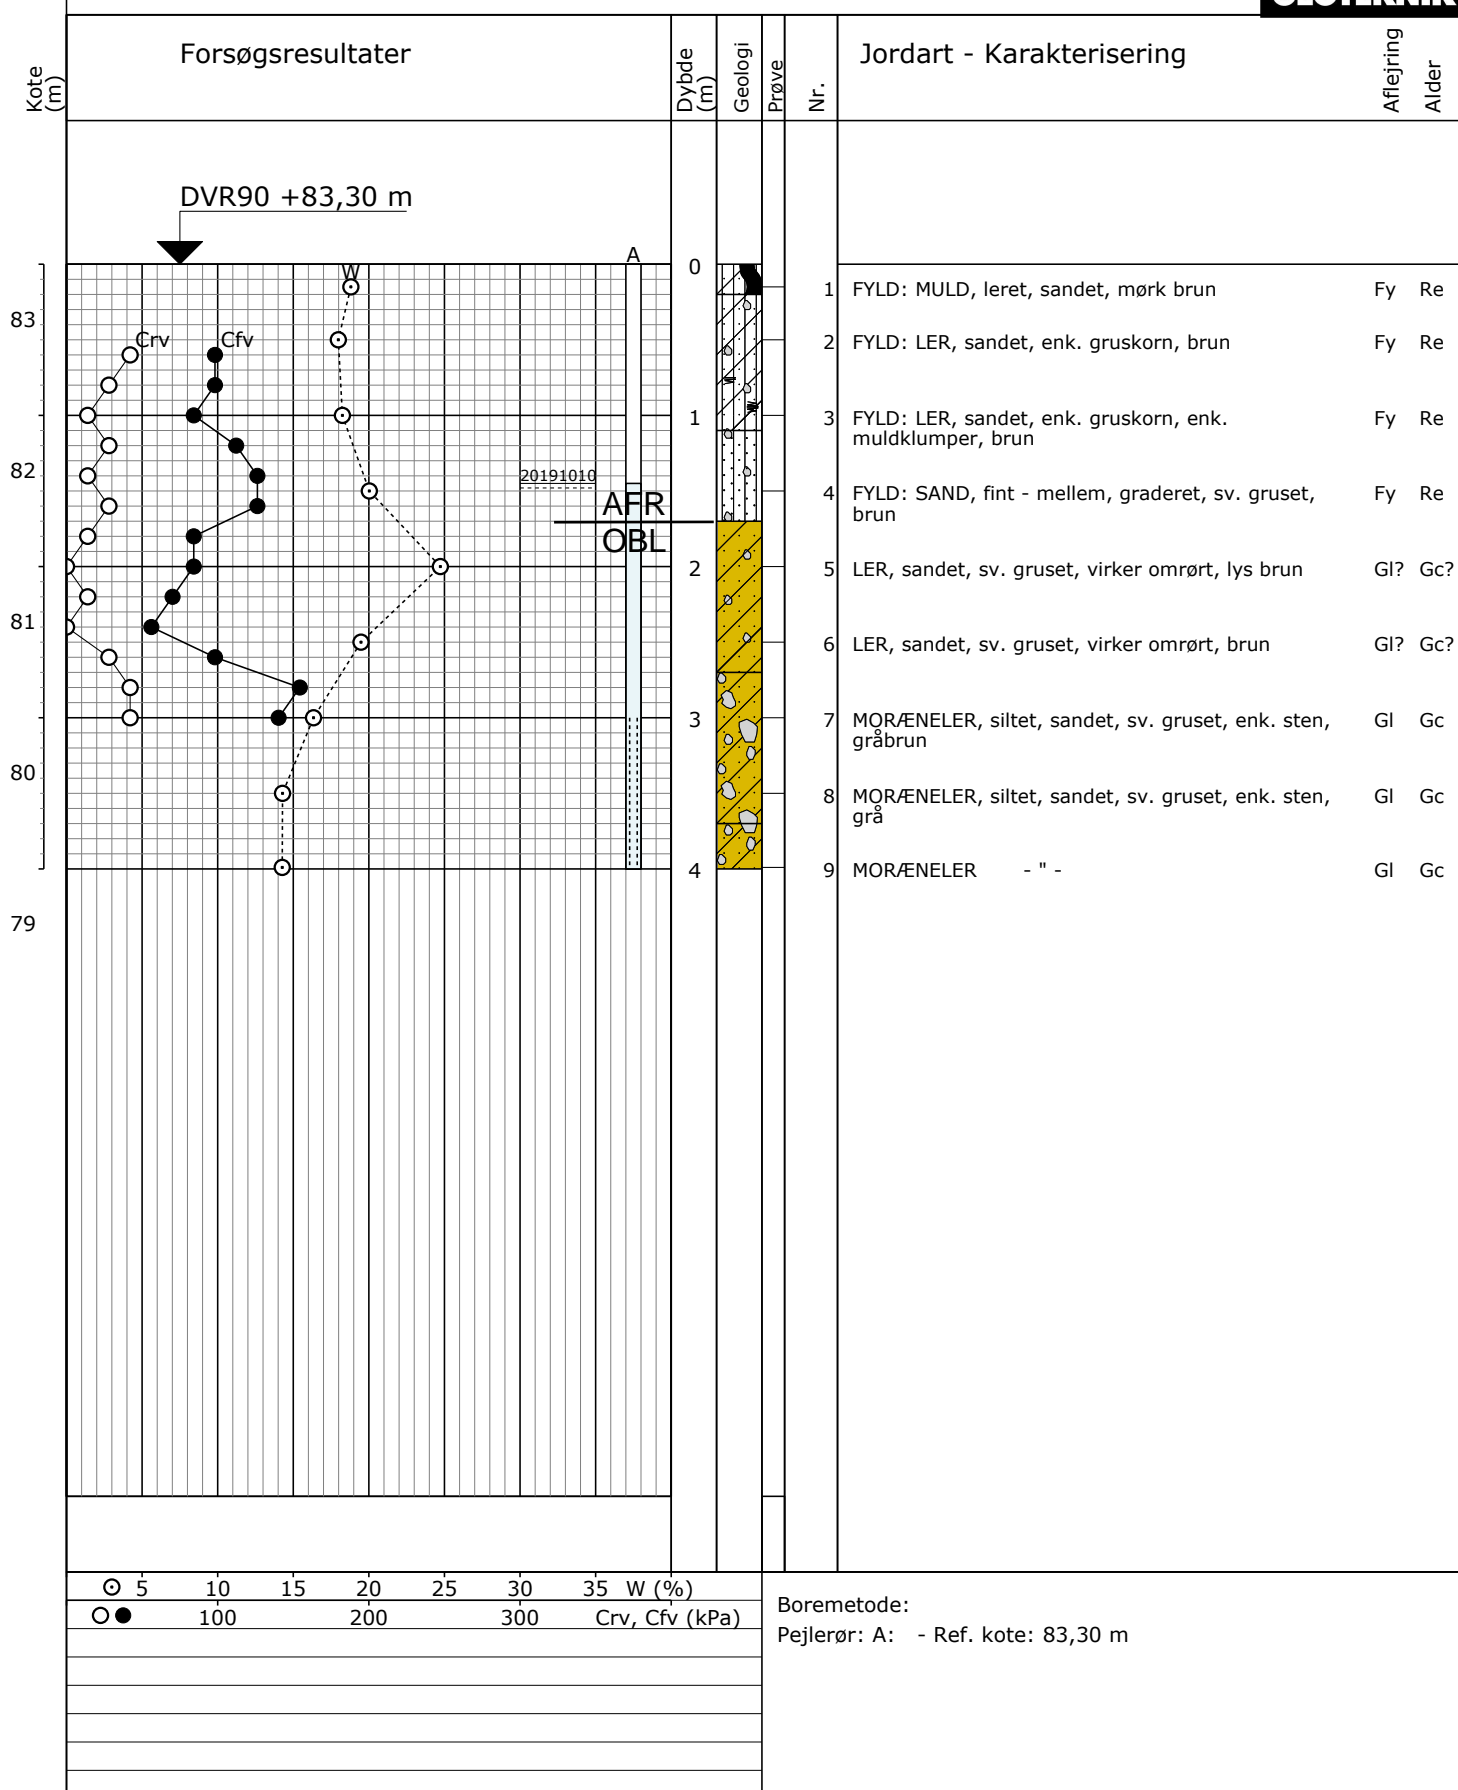 Kote (m)
Forsøgsresultater
Dybde (m)
Geologi
Prøve
Nr.
Jordart - Karakterisering
Aflejring
Alder
DVR90 +83,30 m
A
W
0
1 FYLD: MULD, leret, sandet, mørk brun Fy Re
83
Crv
Cfv
2 FYLD: LER, sandet, enk. gruskorn, brun Fy Re
1
3 FYLD: LER, sandet, enk. gruskorn, enk. Fy Re
muldklumper, brun
82
20191010
AFR
OBL
4 FYLD: SAND, fint - mellem, graderet, sv. gruset, Fy Re
brun
2
5 LER, sandet, sv. gruset, virker omrørt, lys brun Gl? Gc?
81
6 LER, sandet, sv. gruset, virker omrørt, brun Gl? Gc?
3
7 MORÆNELER, siltet, sandet, sv. gruset, enk. sten, Gl Gc
gråbrun
80
8 MORÆNELER, siltet, sandet, sv. gruset, enk. sten, Gl Gc
grå
4
9 MORÆNELER - " - Gl Gc
79
5 10 15 20 25 30 35 W (%)
100 200 300 Crv, Cfv (kPa)
Boremetode:
Pejlerør: A: - Ref. kote: 83,30 m